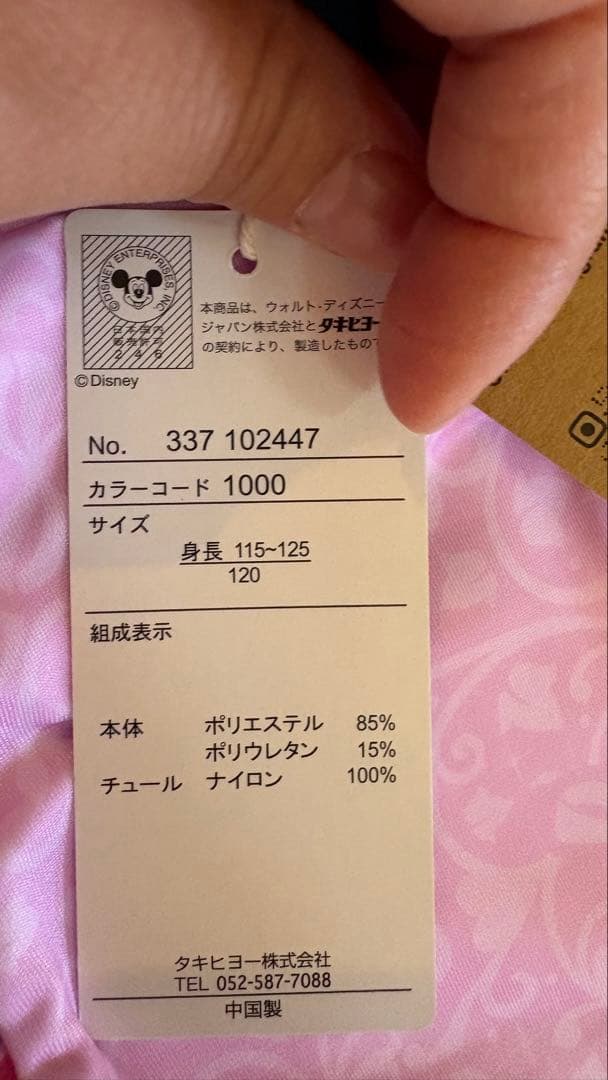 ©DISNEY ENTERPRISES, INC.
日本国内
販売許可
246
©Disney
本商品は、ウォルト・ディズニー
ジャパン株式会社とタキヒヨー
の契約により、製造したもので
No. 337 102447
カラーコード 1000
サイズ
身長 115~125
120
組成表示
本体 ポリエステル 85%
ポリウレタン 15%
チュール ナイロン 100%
タキヒヨー株式会社
TEL 052-587-7088
中国製